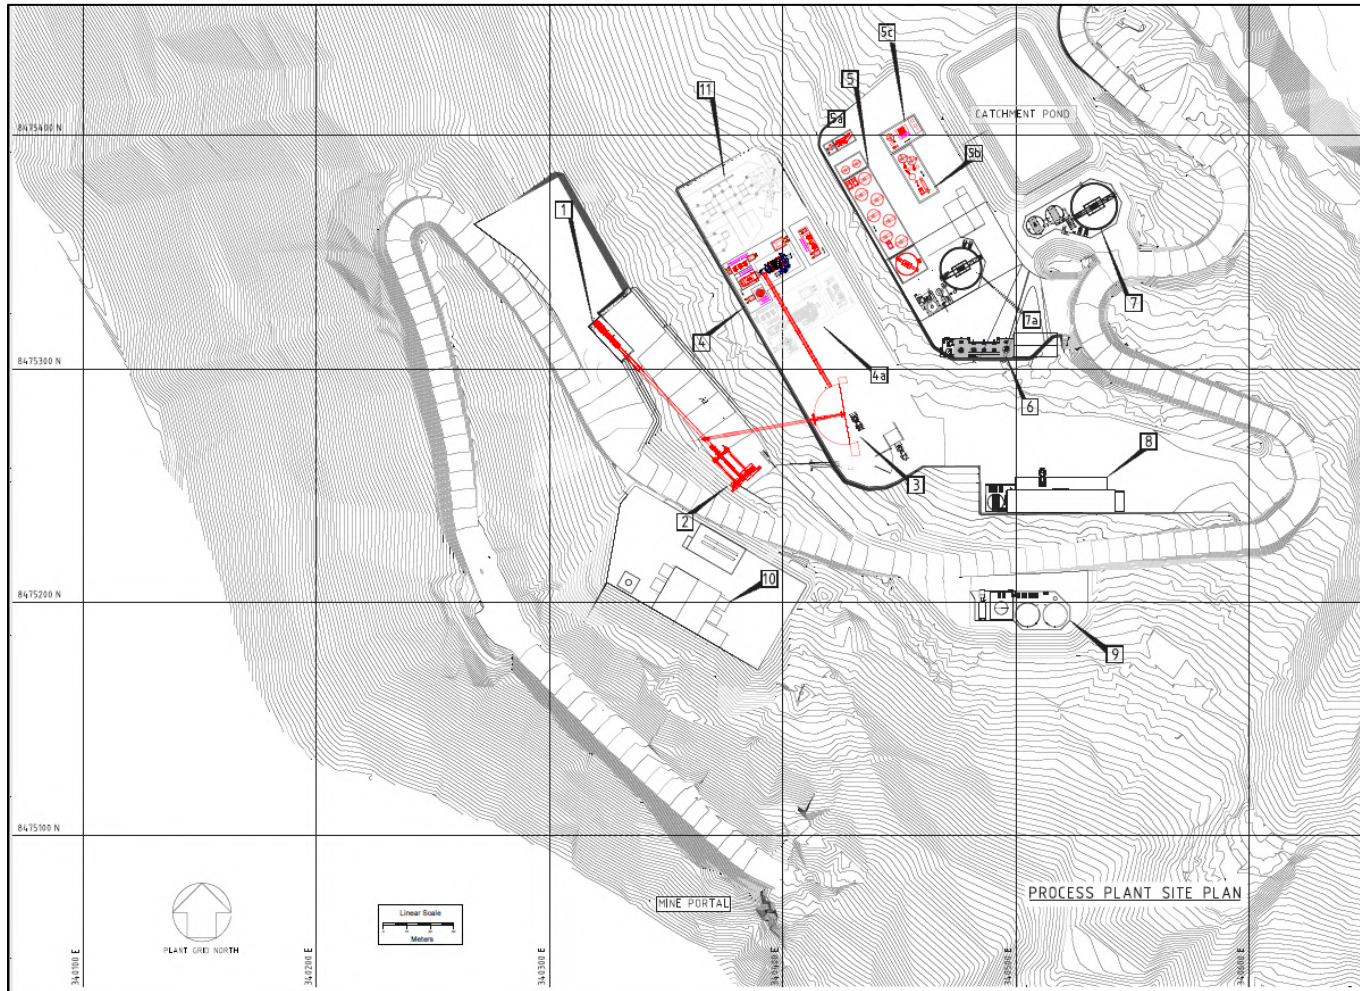 5c
11
5
CATCHMENT POND
5a
8475400 N
5b
1
7
7a
4
8475300 N
4a
6
8
3
2
10
8475200 N
9
8475100 N
PROCESS PLANT SITE PLAN
MINE PORTAL
Linear Scale
Meters
PLANT GRID NORTH
340100 E
340200 E
340300 E
340400 E
340500 E
340600 E